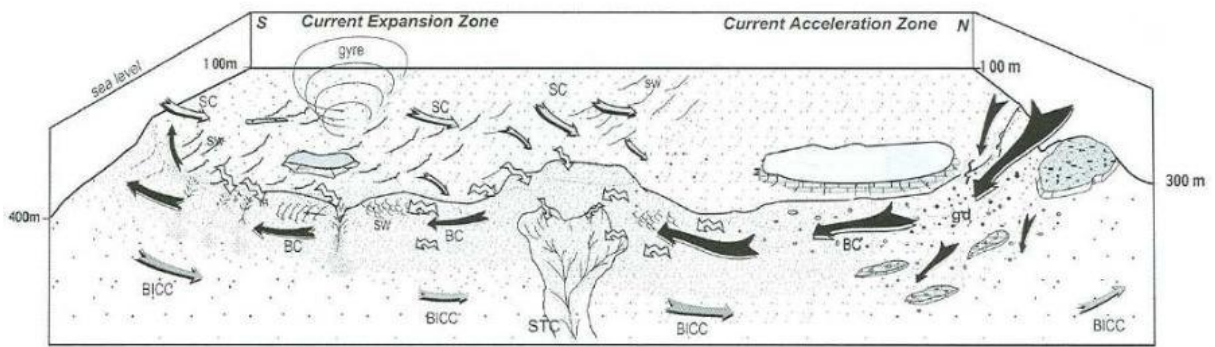 S Current Expansion Zone Current Acceleration Zone N
gyre
sea level
100m 100 m
SC SC SC sw
sw
400m 300 m
sw
BC BC BC gd
BICC BICC STC BICC BICC